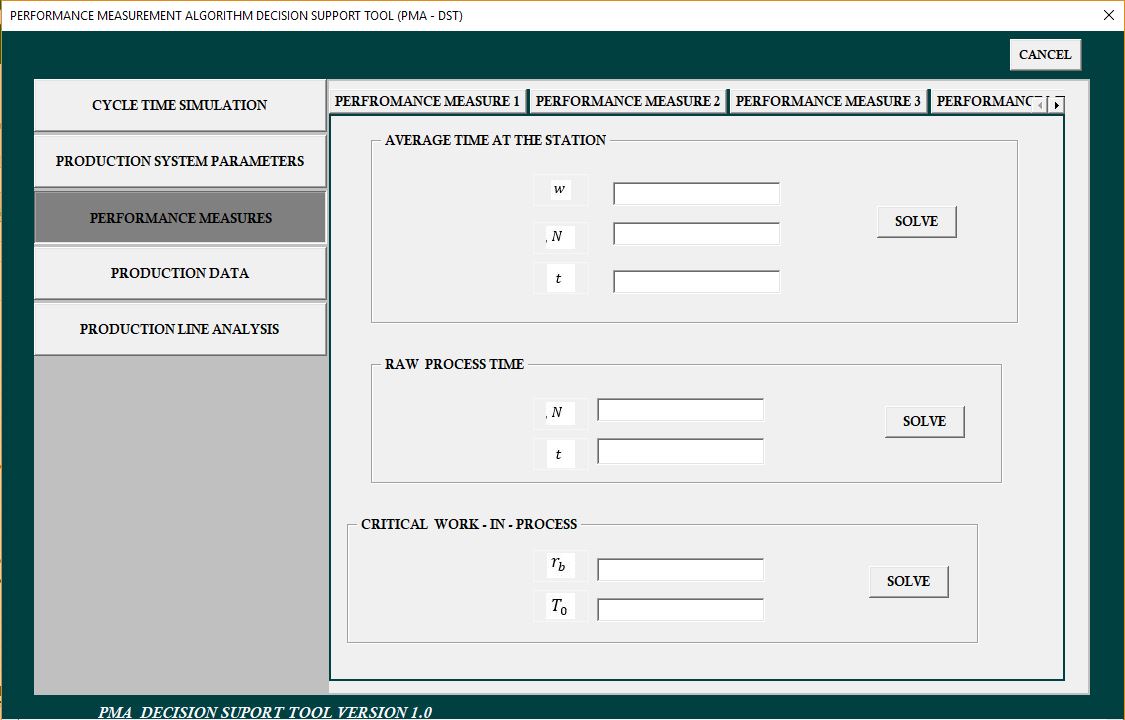 PERFORMANCE MEASUREMENT ALGORITHM DECISION SUPPORT TOOL (PMA - DST)
CANCEL
CYCLE TIME SIMULATION
PRODUCTION SYSTEM PARAMETERS
PERFORMANCE MEASURES
PRODUCTION DATA
PRODUCTION LINE ANALYSIS
PERFROMANCE MEASURE 1 PERFORMANCE MEASURE 2 PERFORMANCE MEASURE 3 PERFORMANC
AVERAGE TIME AT THE STATION
w
, N
t
SOLVE
RAW PROCESS TIME
, N
t
SOLVE
CRITICAL WORK - IN - PROCESS
r_b
T_0
SOLVE
PMA DECISION SUPORT TOOL VERSION 1.0